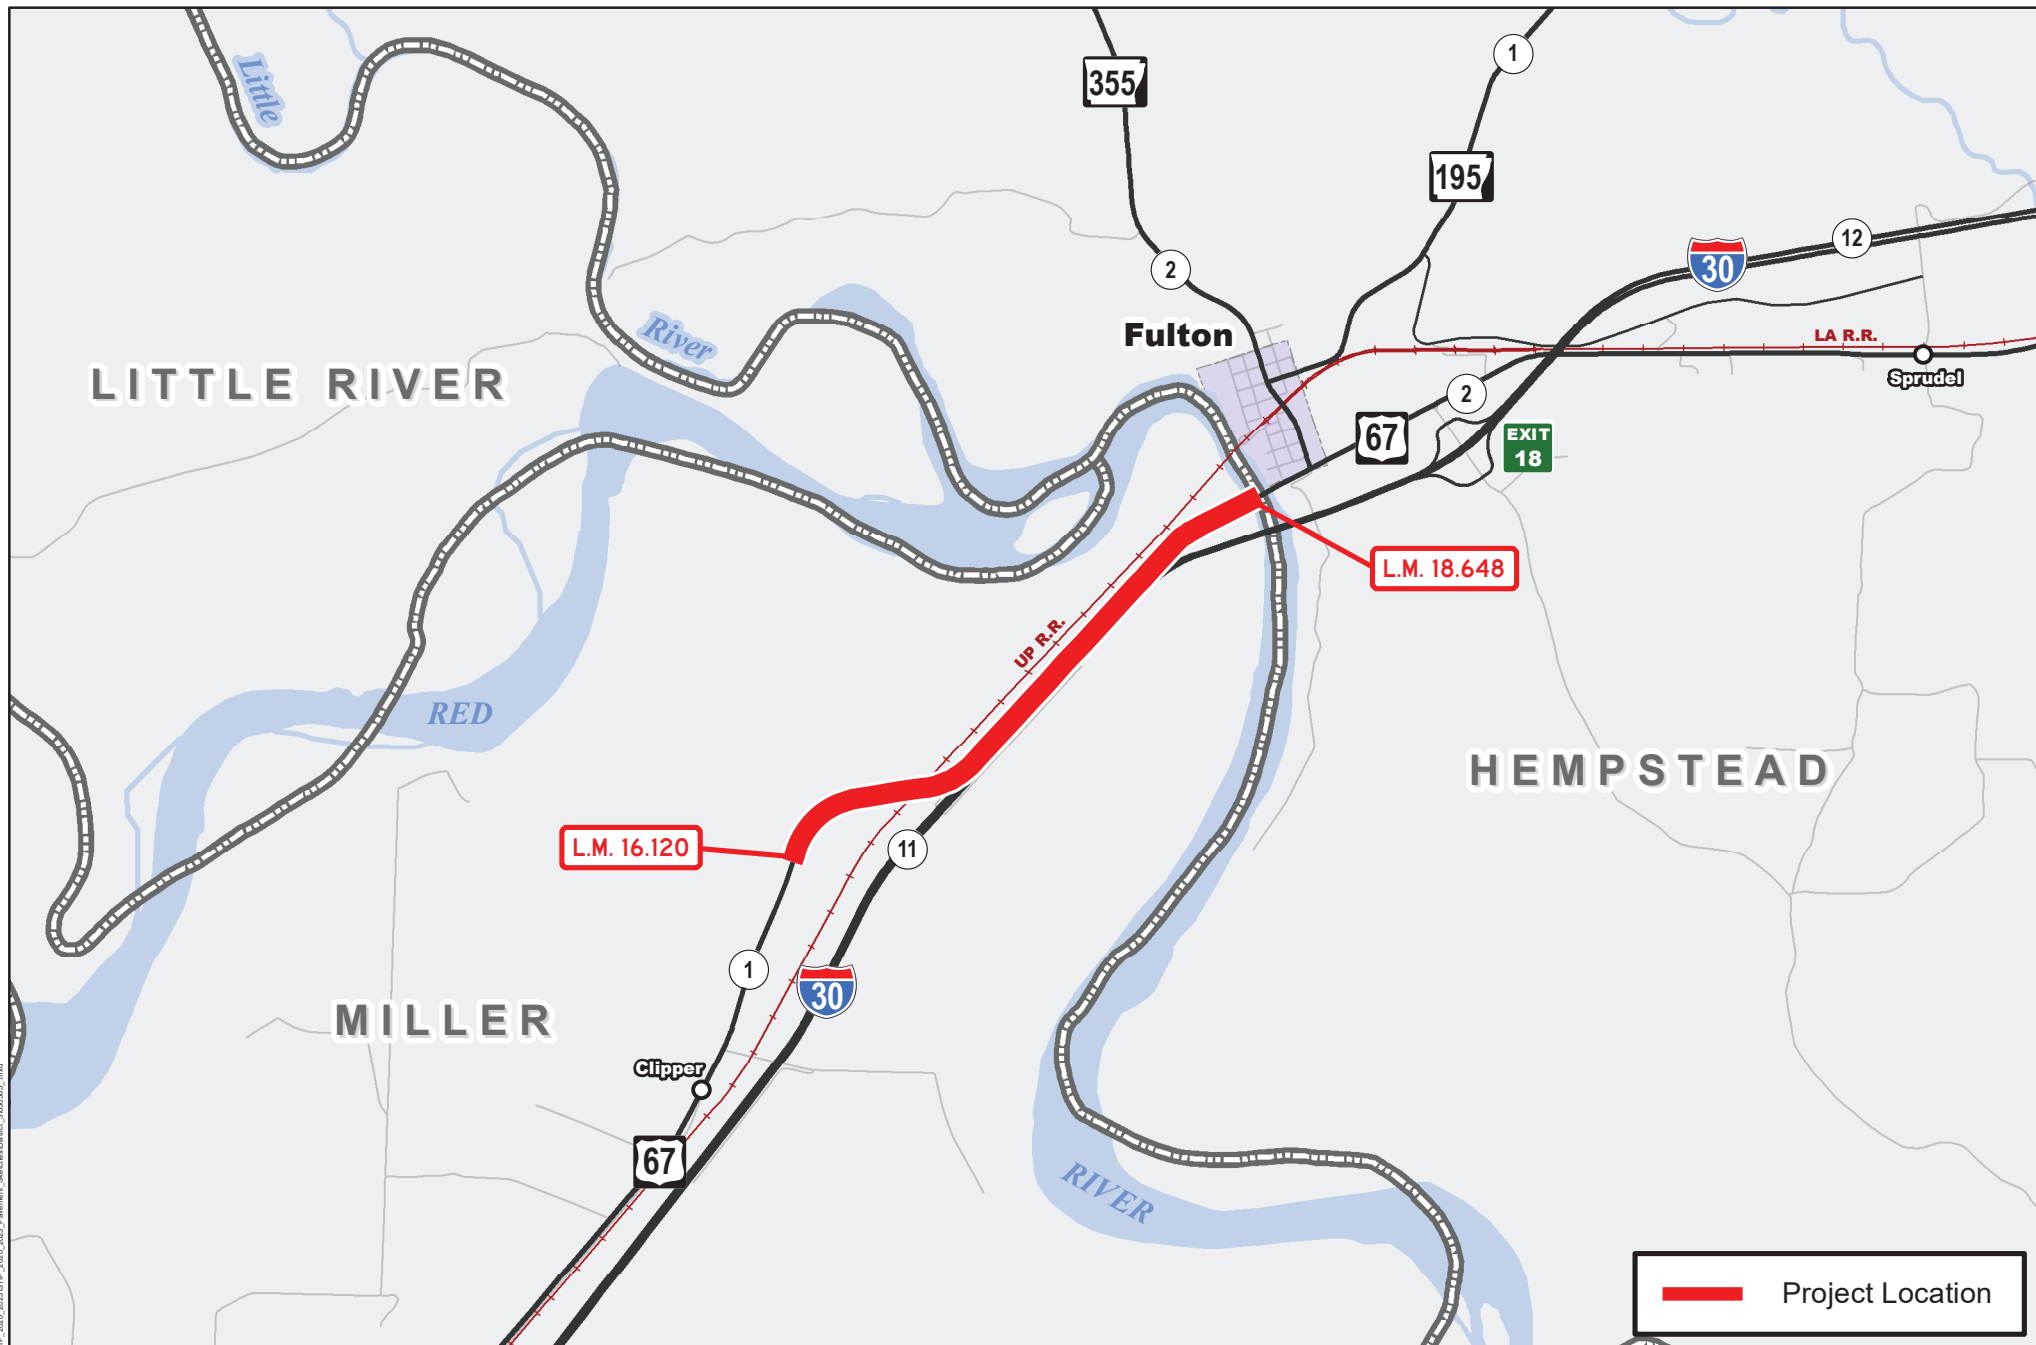 Little
355
1
195
12
30
2
River
Fulton
LA R.R.
Sprudel
LITTLE RIVER
2
67
EXIT
18
L.M. 18.648
UP R.R.
RED
HEMPSTEAD
L.M. 16.120
11
1
30
MILLER
Clipper
67
RIVER
Project Location